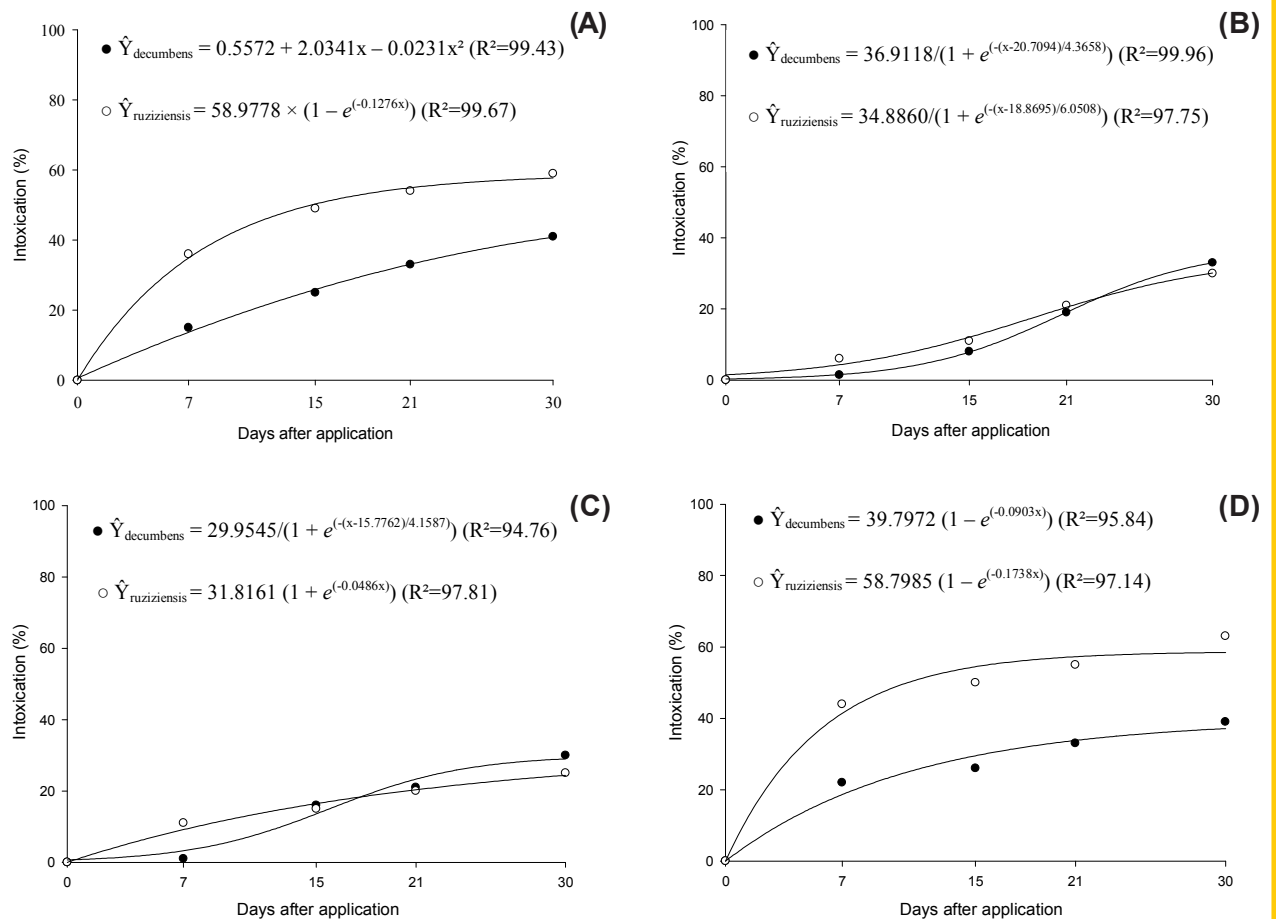 (A)
100
80
60
40
20
0
Intoxication (%)
● Ŷdecumbens = 0.5572 + 2.0341x – 0.0231x² (R²=99.43)
○ Ŷruziziensis = 58.9778 × (1 – e^(-0.1276x)) (R²=99.67)
0 7 15 21 30
Days after application
(B)
100
80
60
40
20
0
Intoxication (%)
● Ŷdecumbens = 36.9118/(1 + e^(-(x-20.7094)/4.3658)) (R²=99.96)
○ Ŷruziziensis = 34.8860/(1 + e^(-(x-18.8695)/6.0508)) (R²=97.75)
0 7 15 21 30
Days after application
(C)
100
80
60
40
20
0
Intoxication (%)
● Ŷdecumbens = 29.9545/(1 + e^(-(x-15.7762)/4.1587)) (R²=94.76)
○ Ŷruziziensis = 31.8161 (1 + e^(-0.0486x)) (R²=97.81)
0 7 15 21 30
Days after application
(D)
100
80
60
40
20
0
Intoxication (%)
● Ŷdecumbens = 39.7972 (1 – e^(-0.0903x)) (R²=95.84)
○ Ŷruziziensis = 58.7985 (1 – e^(-0.1738x)) (R²=97.14)
0 7 15 21 30
Days after application